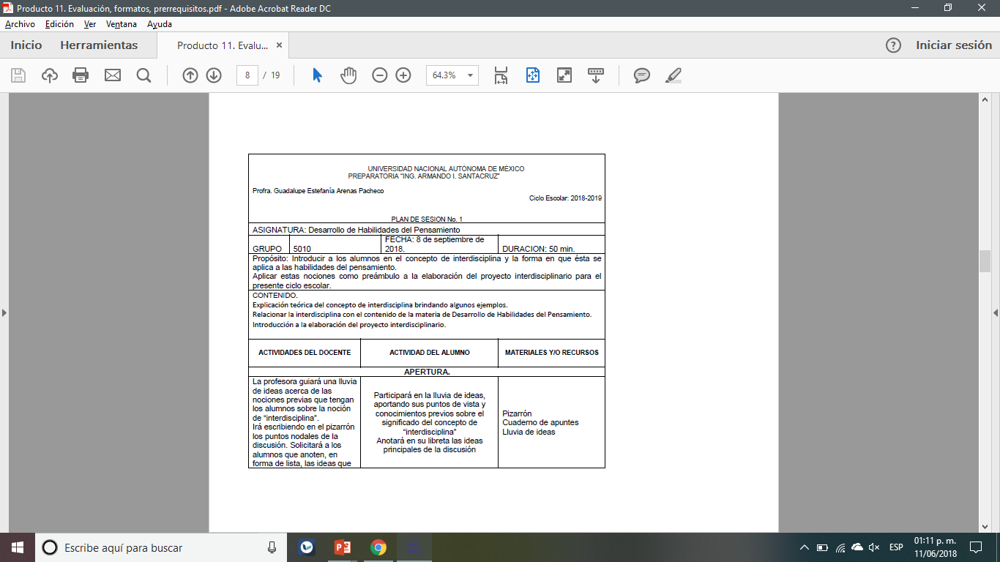 Producto 11. Evaluación, formatos, prerrequisitos.pdf - Adobe Acrobat Reader DC
Archivo Edición Ver Ventana Ayuda
Inicio Herramientas Producto 11. Evalu... × ? Iniciar sesión
8 / 19 64.3%
UNIVERSIDAD NACIONAL AUTÓNOMA DE MÉXICO
PREPARATORIA “ING. ARMANDO I. SANTACRUZ”
Profra. Guadalupe Estefanía Arenas Pacheco
Ciclo Escolar: 2018-2019
PLAN DE SESION No. 1
ASIGNATURA: Desarrollo de Habilidades del Pensamiento
GRUPO 5010 FECHA: 8 de septiembre de
2018. DURACION: 50 min.
Propósito: Introducir a los alumnos en el concepto de interdisciplina y la forma en que ésta se
aplica a las habilidades del pensamiento.
Aplicar estas nociones como preámbulo a la elaboración del proyecto interdisciplinario para el
presente ciclo escolar.
CONTENIDO.
Explicación teórica del concepto de interdisciplina brindando algunos ejemplos.
Relacionar la interdisciplina con el contenido de la materia de Desarrollo de Habilidades del Pensamiento.
Introducción a la elaboración del proyecto interdisciplinario.
ACTIVIDADES DEL DOCENTE ACTIVIDAD DEL ALUMNO MATERIALES Y/O RECURSOS
APERTURA.
La profesora guiará una lluvia
de ideas acerca de las
nociones previas que tengan
los alumnos sobre la noción
de “interdisciplina”.
Irá escribiendo en el pizarrón
los puntos nodales de la
discusión. Solicitará a los
alumnos que anoten, en
forma de lista, las ideas que
Participará en la lluvia de ideas,
aportando sus puntos de vista y
conocimientos previos sobre el
significado del concepto de
“interdisciplina”
Anotará en su libreta las ideas
principales de la discusión
Pizarrón
Cuaderno de apuntes
Lluvia de ideas
Escribe aquí para buscar
ESP
01:11 p. m.
11/06/2018